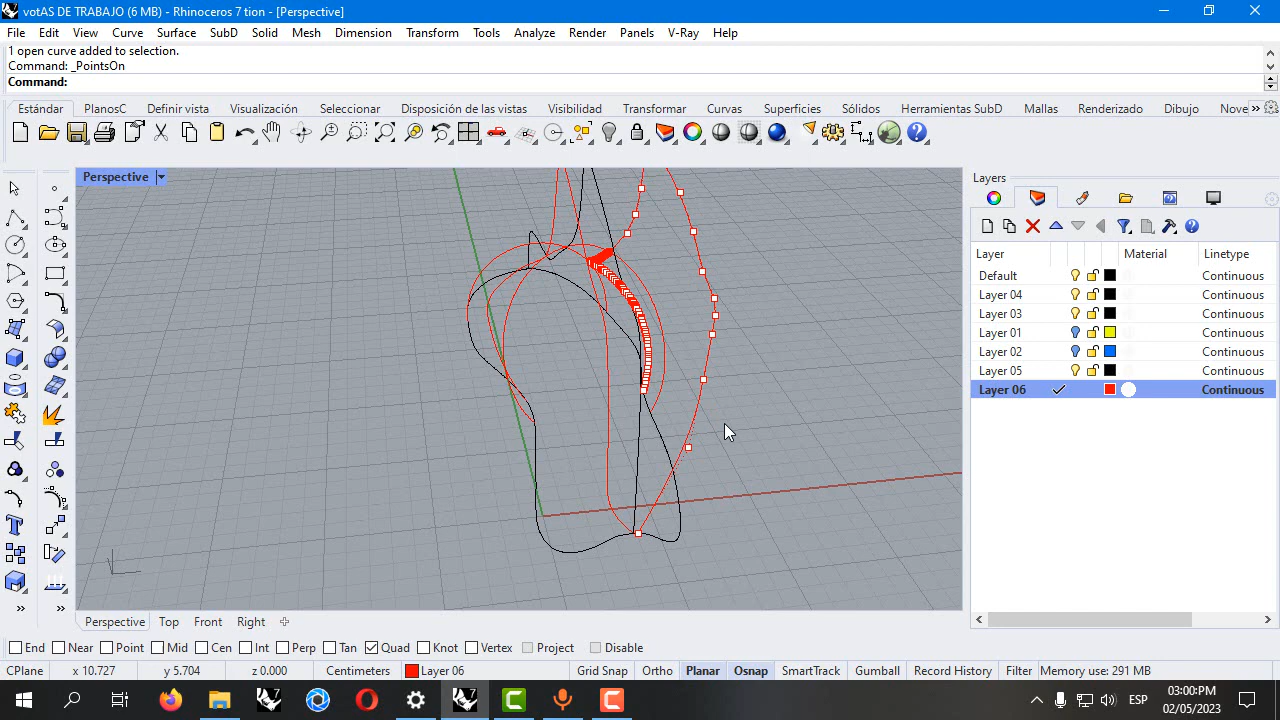 votAS DE TRABAJO (6 MB) - Rhinoceros 7 tion - [Perspective]
File Edit View Curve Surface SubD Solid Mesh Dimension Transform Tools Analyze Render Panels V-Ray Help
1 open curve added to selection.
Command: _PointsOn
Command:
Estándar PlanosC Definir vista Visualización Seleccionar Disposición de las vistas Visibilidad Transformar Curvas Superficies Sólidos Herramientas SubD Mallas Renderizado Dibujo Nove
Perspective
Layers
Layer Material Linetype
Default Continuous
Layer 04 Continuous
Layer 03 Continuous
Layer 01 Continuous
Layer 02 Continuous
Layer 05 Continuous
Layer 06 Continuous
Perspective Top Front Right
End Near Point Mid Cen Int Perp Tan Quad Knot Vertex Project Disable
CPlane x 10.727 y 5.704 z 0.000 Centimeters Layer 06 Grid Snap Ortho Planar Osnap SmartTrack Gumball Record History Filter Memory use: 291 MB
ESP 03:00:PM
02/05/2023